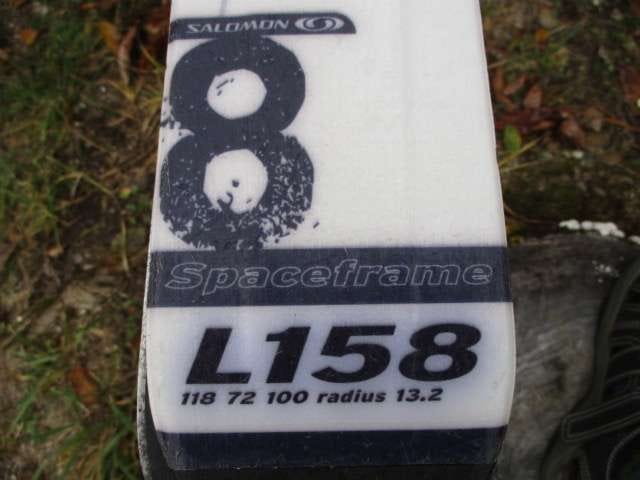 SALOMON
8
Spaceframe
L158
118 72 100 radius 13.2